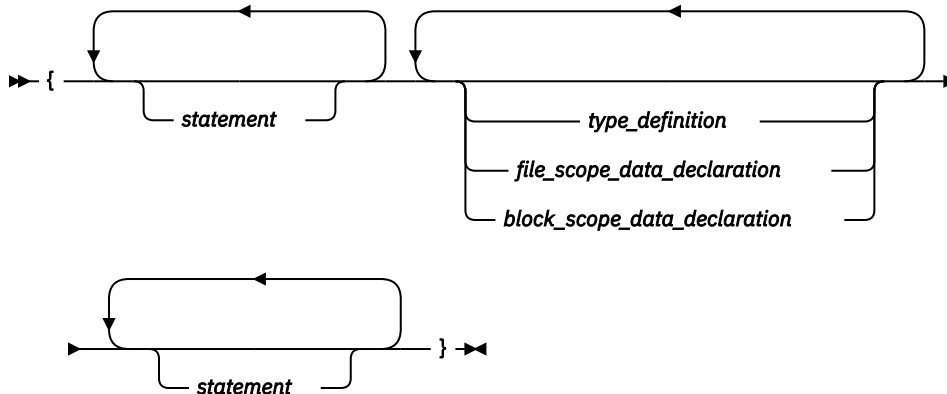 {
statement
type_definition
file_scope_data_declaration
block_scope_data_declaration
}
statement